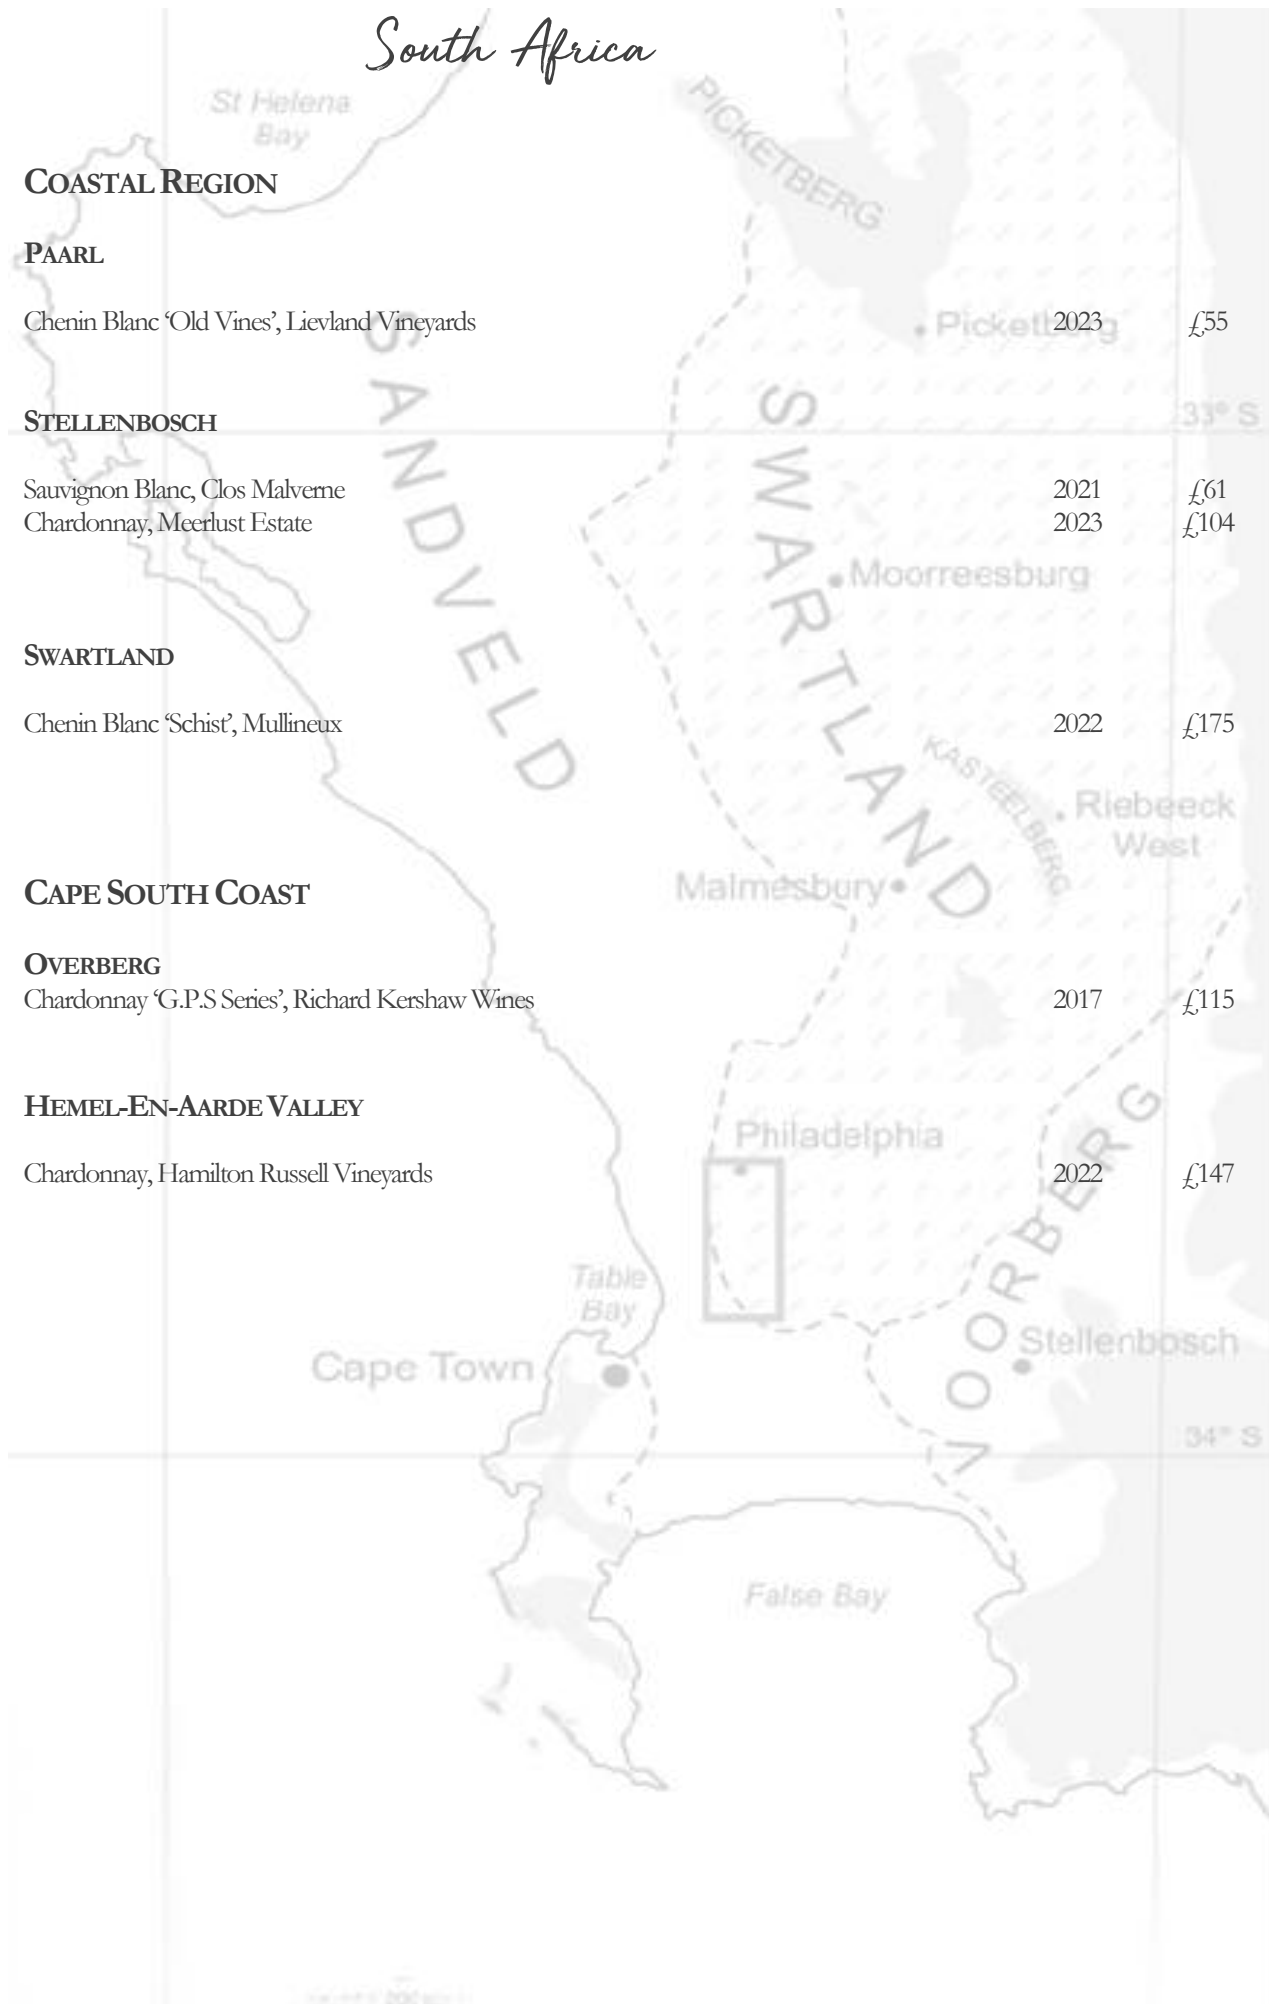 South Africa
St Helena
Bay
PICKETBERG
COASTAL REGION
PAARL
Chenin Blanc ‘Old Vines’, Lievland Vineyards 2023 £55
Picketberg
SANDVELD
SWARTLAND
33° S
STELLENBOSCH
Sauvignon Blanc, Clos Malverne 2021 £61
Chardonnay, Meerlust Estate 2023 £104
Moorreesburg
SWARTLAND
Chenin Blanc ‘Schist’, Mullineux 2022 £175
KASTEELBERG
Riebeeck
West
Malmesbury
CAPE SOUTH COAST
OVERBERG
Chardonnay ‘G.P.S Series’, Richard Kershaw Wines 2017 £115
HEMEL-EN-AARDE VALLEY
Philadelphia
Chardonnay, Hamilton Russell Vineyards 2022 £147
VOORBERG
Table
Bay
Stellenbosch
Cape Town
34° S
False Bay